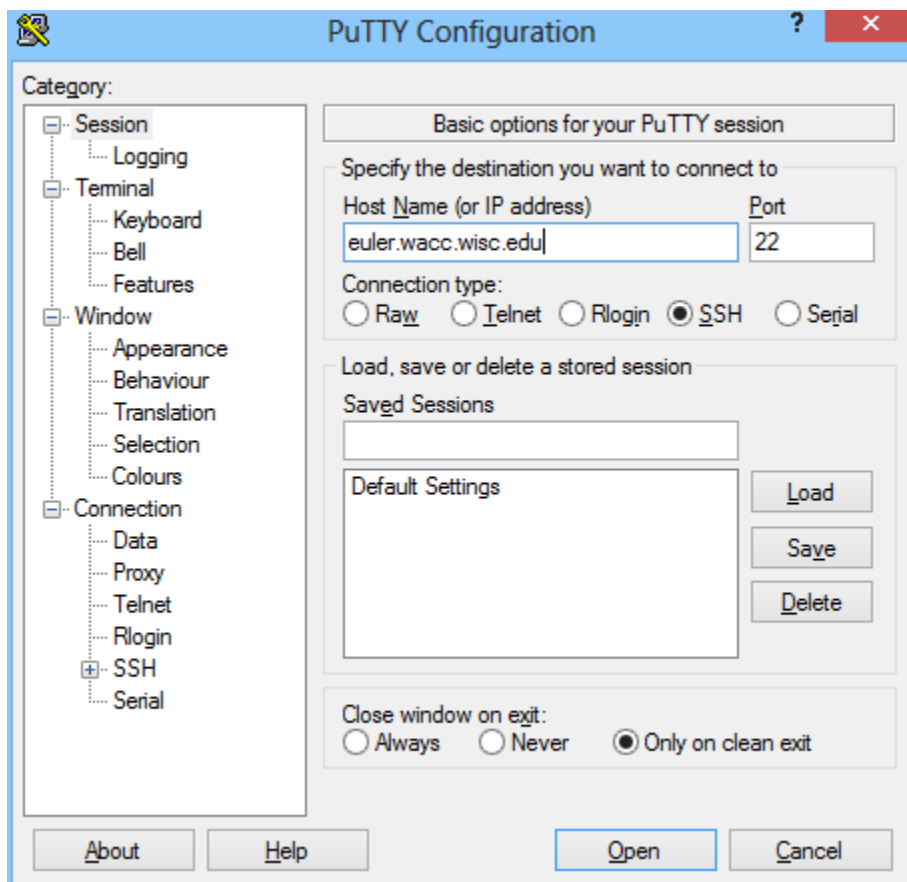 PuTTY Configuration
?
×
Category:
Session
Logging
Terminal
Keyboard
Bell
Features
Window
Appearance
Behaviour
Translation
Selection
Colours
Connection
Data
Proxy
Telnet
Rlogin
SSH
Serial
Basic options for your PuTTY session
Specify the destination you want to connect to
Host Name (or IP address) Port
euler.wacc.wisc.edu 22
Connection type:
Raw Telnet Rlogin SSH Serial
Load, save or delete a stored session
Saved Sessions
Default Settings
Load
Save
Delete
Close window on exit:
Always Never Only on clean exit
About Help Open Cancel